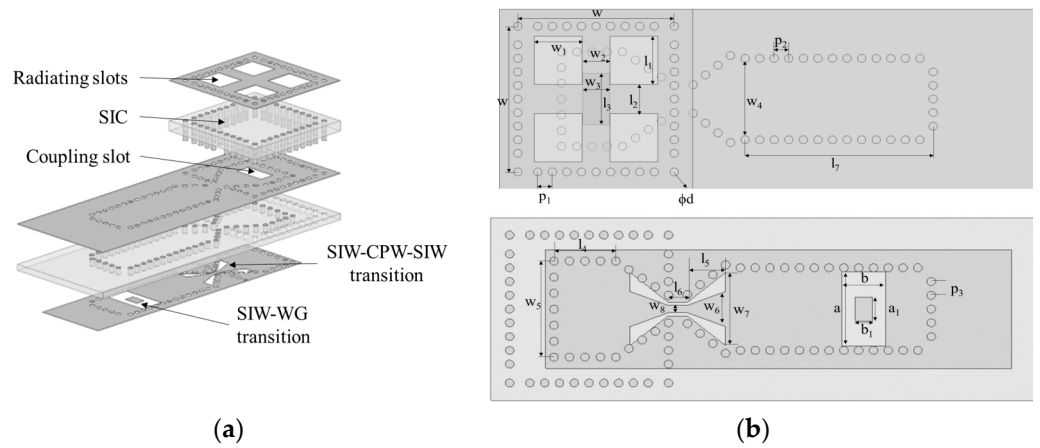 Radiating slots
SIC
Coupling slot
SIW-CPW-SIW
transition
SIW-WG
transition
(a)
w
w
w₁
w₂
w₃
l₁
l₂
l₃
p₁
ϕd
p₂
w₄
l₇
l₄
w₅
l₅
l₆
w₈
w₆
w₇
b
a
a₁
b₁
p₃
(b)